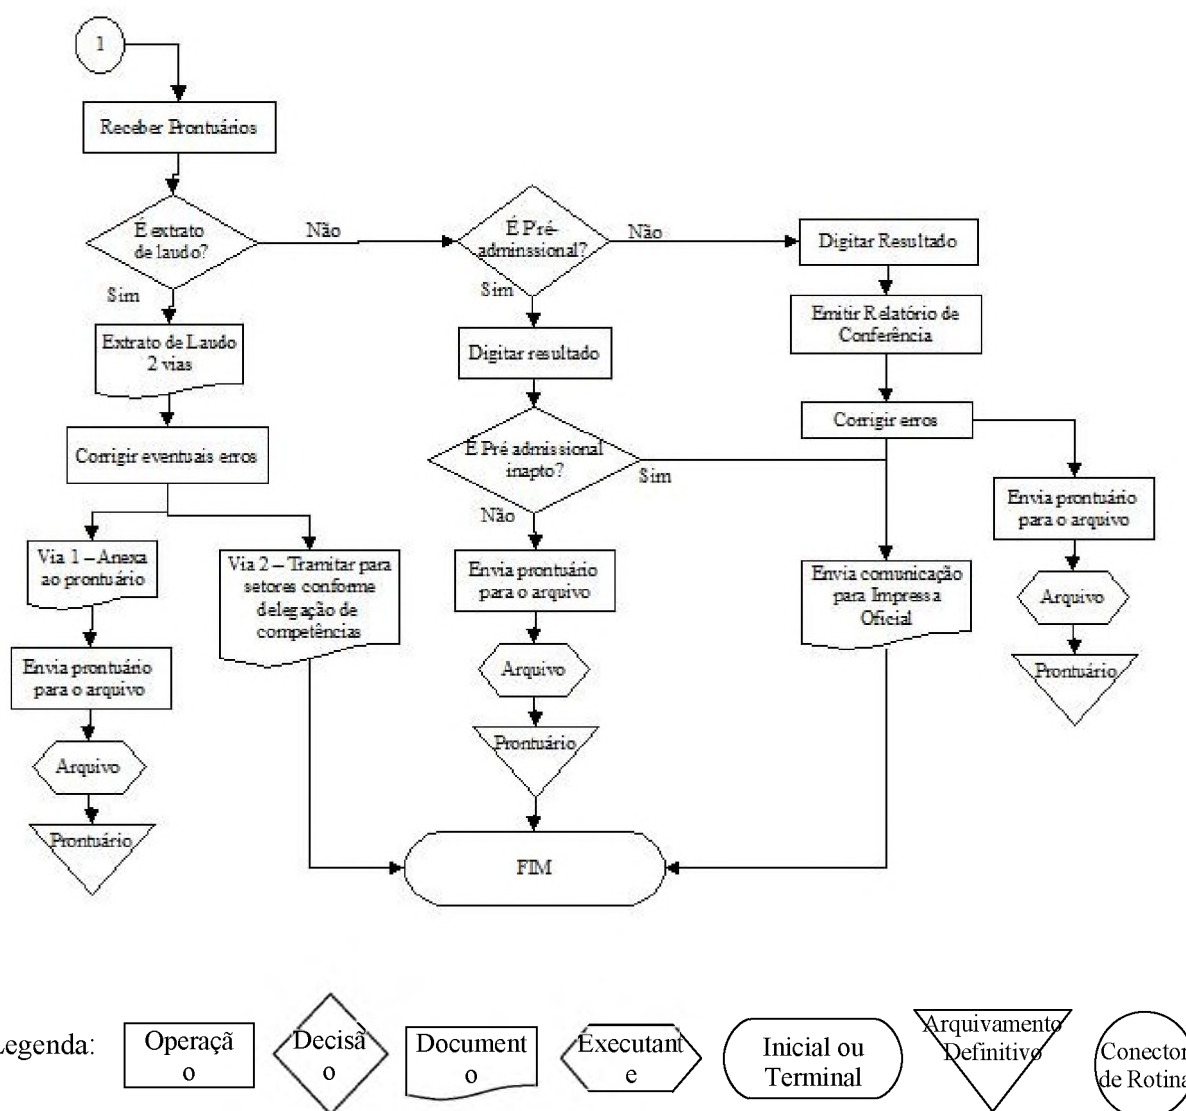 1
Receber Prontuários
É extrato
de laudo?
Não
É Pré-
adminssional?
Não
Digitar Resultado
Sim
Sim
Emitir Relatório de
Conferência
Extrato de Laudo
2 vias
Digitar resultado
Corrigir erros
Corrigir eventuais erros
É Pré admissional
inapto?
Sim
Não
Envia prontuário
para o arquivo
Via 1 – Anexa
ao prontuário
Via 2 – Tramitar para
setores conforme
delegação de
competências
Envia prontuário
para o arquivo
Envia comunicação
para Impressa
Oficial
Arquivo
Envia prontuário
para o arquivo
Arquivo
Prontuário
Arquivo
Prontuário
Prontuário
FIM
Legenda:
Operaçã
o
Decisã
o
Document
o
Executant
e
Inicial ou
Terminal
Arquivamento
Definitivo
Conector
de Rotina